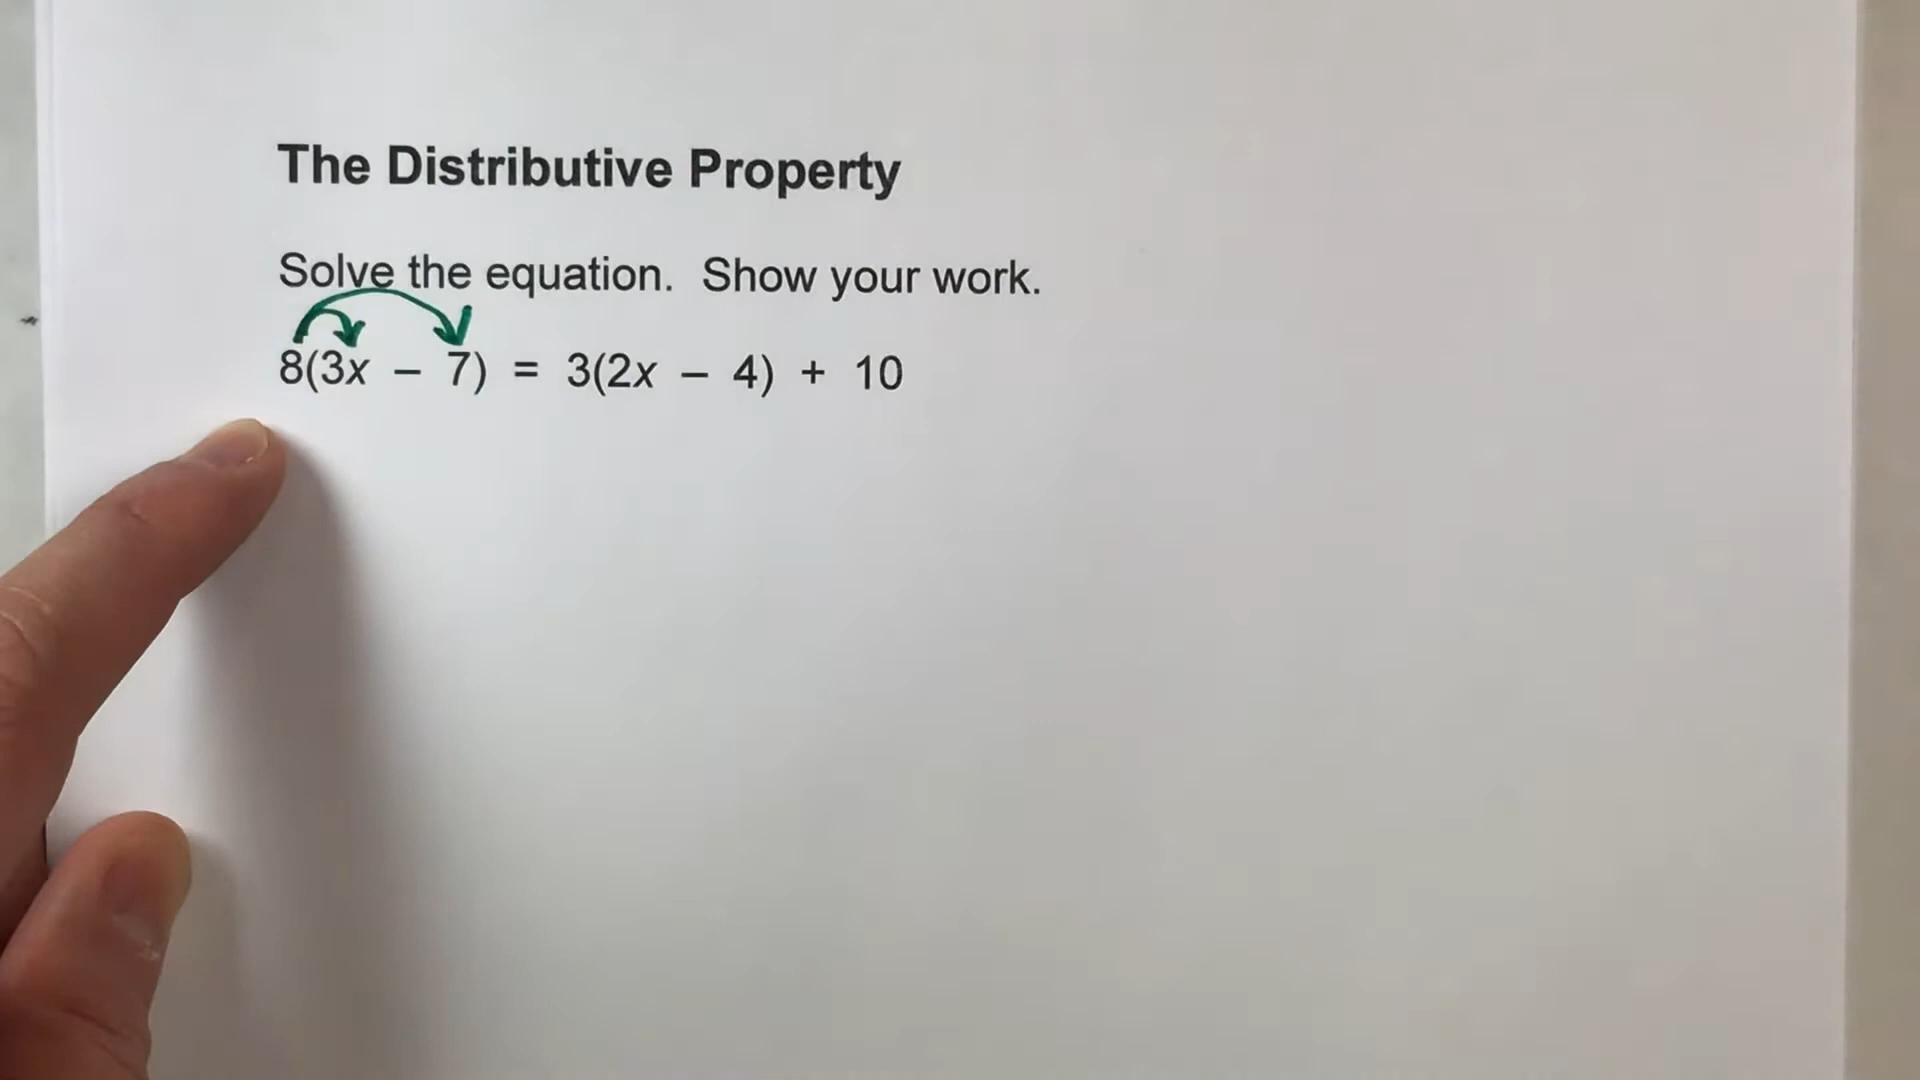 The Distributive Property
Solve the equation. Show your work.
8(3x – 7) = 3(2x – 4) + 10